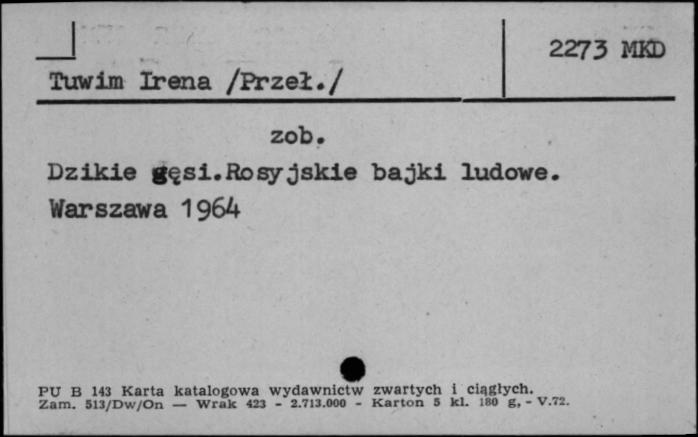 2273 MKD
Tuwim Irena /Przeł./
zob.
Dzikie gęsi.Rosyjskie bajki ludowe.
Warszawa 1964
PU B 143 Karta katalogowa wydawnictw zwartych i ciągłych.
Zam. 513/Dw/On — Wrak 423 - 2.713.000 - Karton 5 kl. 180 g, - V.72.